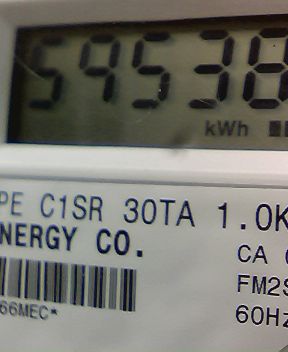 59538
kWh
PE C1SR 30TA 1.0K
NERGY CO.
CA
FM2S
66MEC*
60Hz